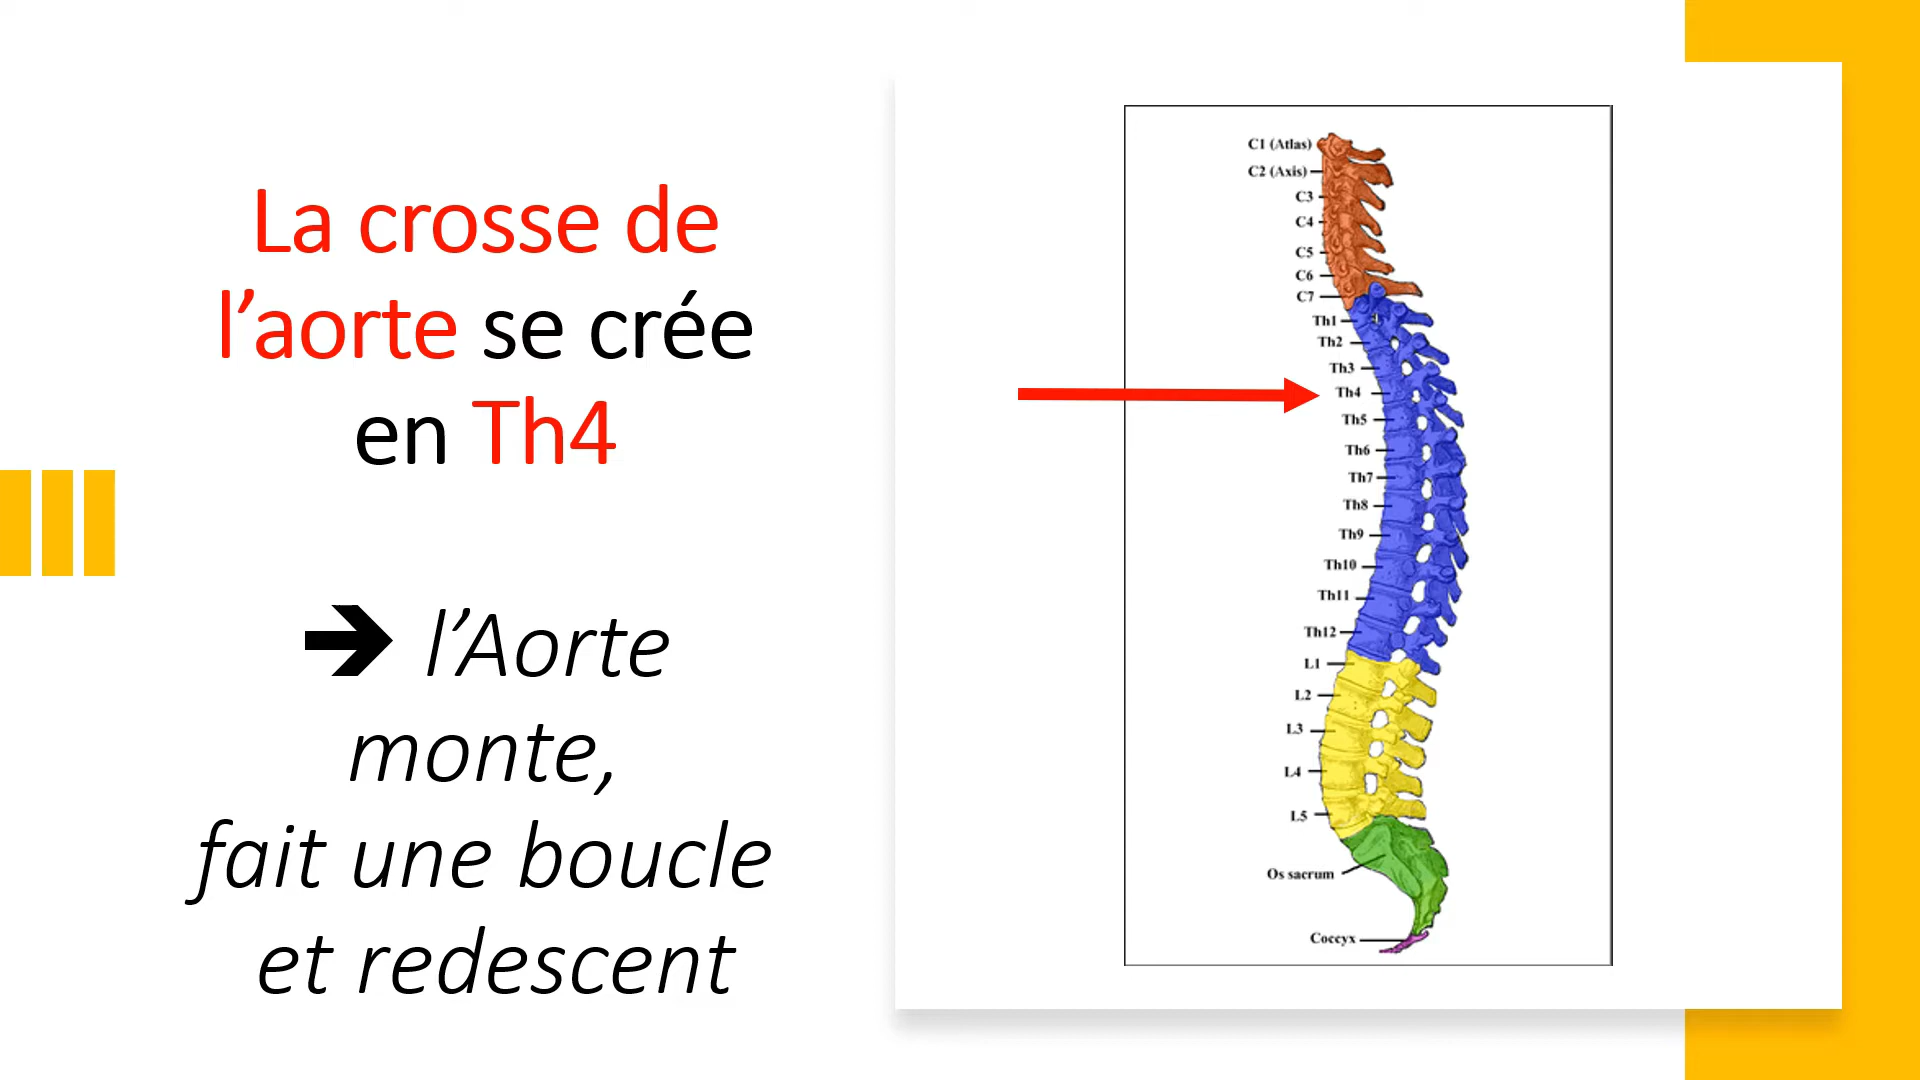 La crosse de
l’aorte se crée
en Th4
➔ l’Aorte
monte,
fait une boucle
et redescent
C1 (Atlas)
C2 (Axis)
C3
C4
C5
C6
C7
Th1
Th2
Th3
Th4
Th5
Th6
Th7
Th8
Th9
Th10
Th11
Th12
L1
L2
L3
L4
L5
Os sacrum
Coccyx